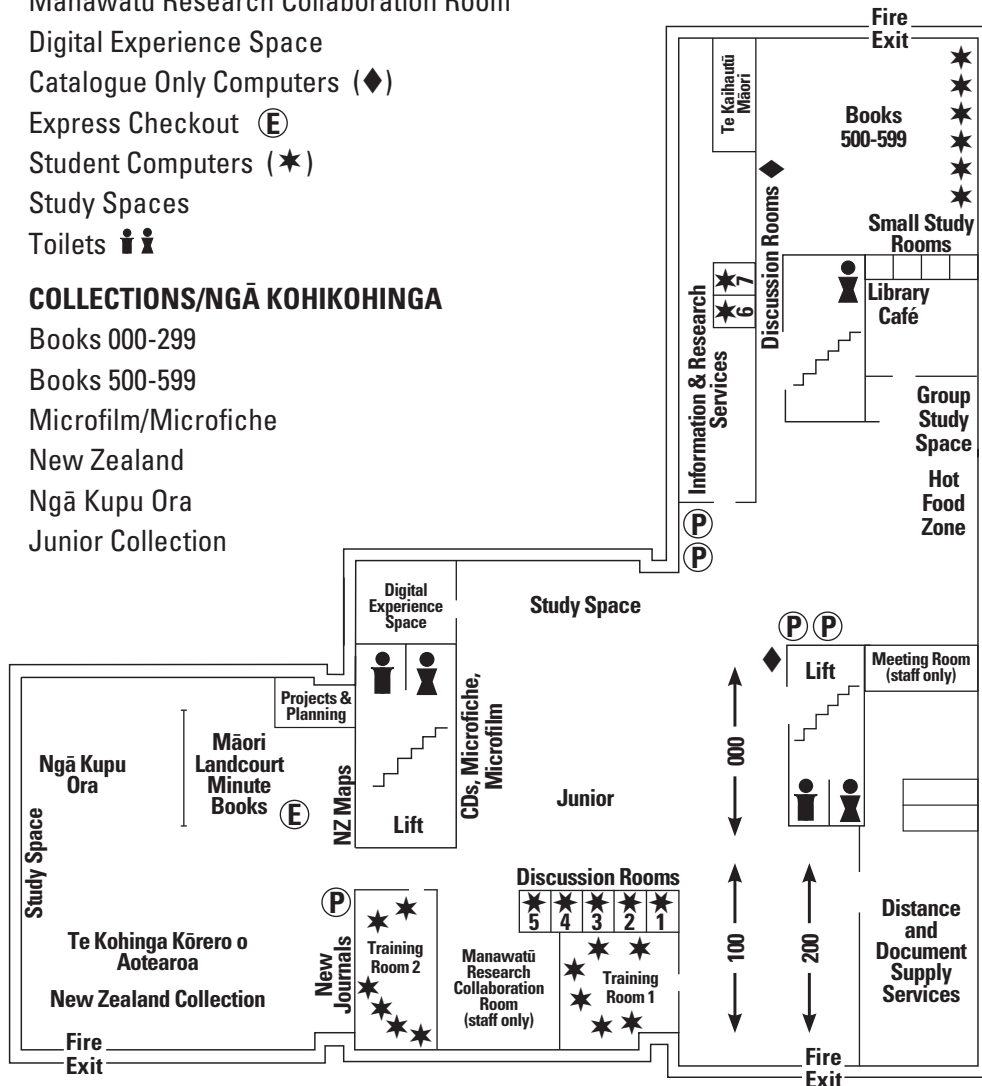 Manawatū Research Collaboration Room
Digital Experience Space
Catalogue Only Computers (♦)
Express Checkout Ⓔ
Student Computers (✶)
Study Spaces
Toilets
COLLECTIONS/NGĀ KOHIKOHINGA
Books 000-299
Books 500-599
Microfilm/Microfiche
New Zealand
Ngā Kupu Ora
Junior Collection
Fire
Exit
Te Kaihautū
Māori
Books
500-599
Discussion Rooms
Small Study
Rooms
7
6
Library
Café
Information & Research
Services
Group
Study
Space
Hot
Food
Zone
P
P
Digital
Experience
Space
Study Space
P P
Lift
Meeting Room
(staff only)
Projects &
Planning
CDs, Microfiche,
Microfilm
000
Ngā Kupu
Ora
Māori
Landcourt
Minute
Books
E
NZ Maps
Lift
Junior
Study Space
Discussion Rooms
5 4 3 2 1
P
100
200
Distance
and
Document
Supply
Services
Te Kohinga Kōrero o
Aotearoa
New Zealand Collection
New
Journals
Training
Room 2
Manawatū
Research
Collaboration
Room
(staff only)
Training
Room 1
Fire
Exit
Fire
Exit